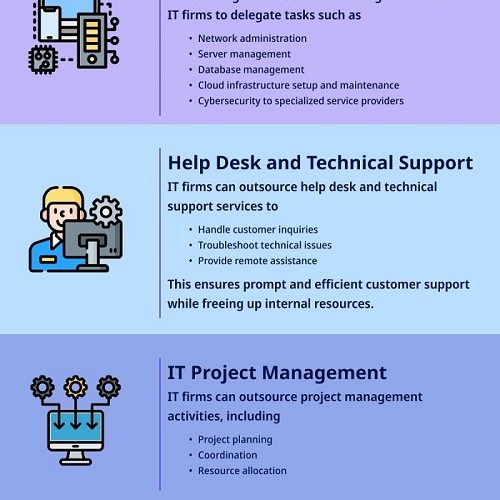 IT firms to delegate tasks such as
• Network administration
• Server management
• Database management
• Cloud infrastructure setup and maintenance
• Cybersecurity to specialized service providers
Help Desk and Technical Support
IT firms can outsource help desk and technical
support services to
• Handle customer inquiries
• Troubleshoot technical issues
• Provide remote assistance
This ensures prompt and efficient customer support
while freeing up internal resources.
IT Project Management
IT firms can outsource project management
activities, including
• Project planning
• Coordination
• Resource allocation